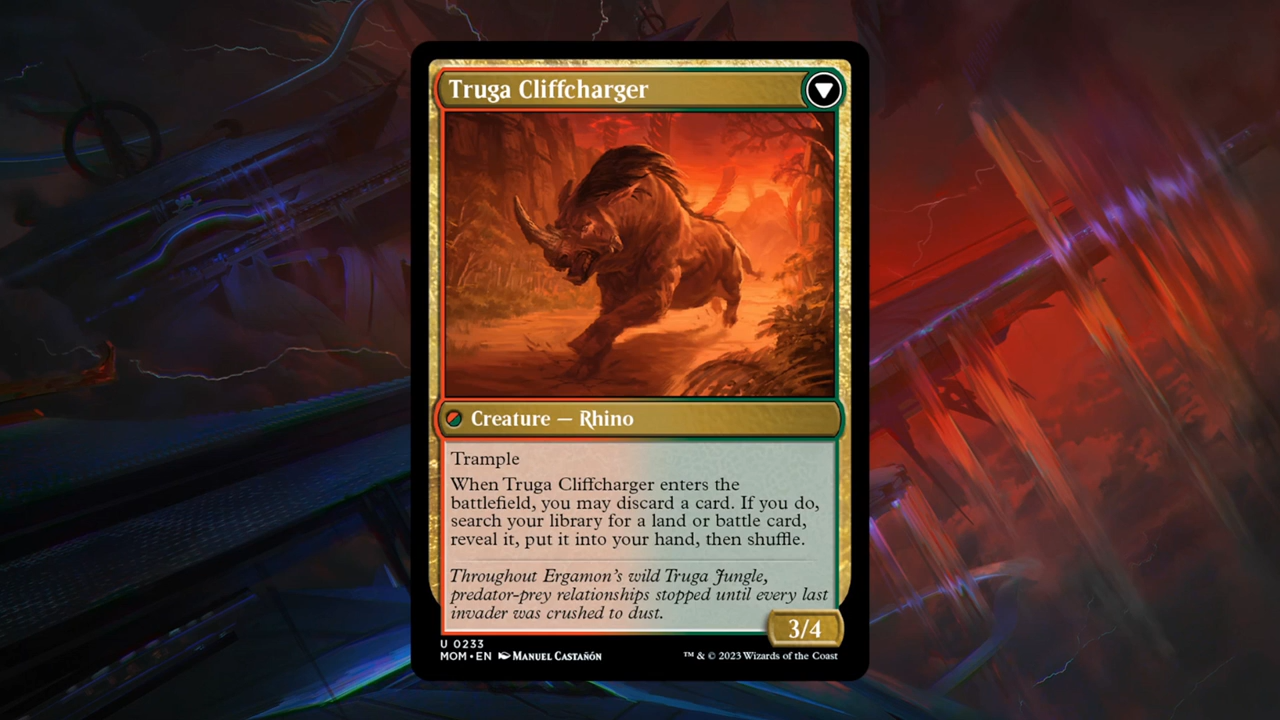 Truga Cliffcharger
Creature — Rhino
Trample
When Truga Cliffcharger enters the
battlefield, you may discard a card. If you do,
search your library for a land or battle card,
reveal it, put it into your hand, then shuffle.
Throughout Ergamon's wild Truga Jungle,
predator-prey relationships stopped until every last
invader was crushed to dust.
3/4
U 0233
MOM • EN Manuel Castañón
™ & © 2023 Wizards of the Coast